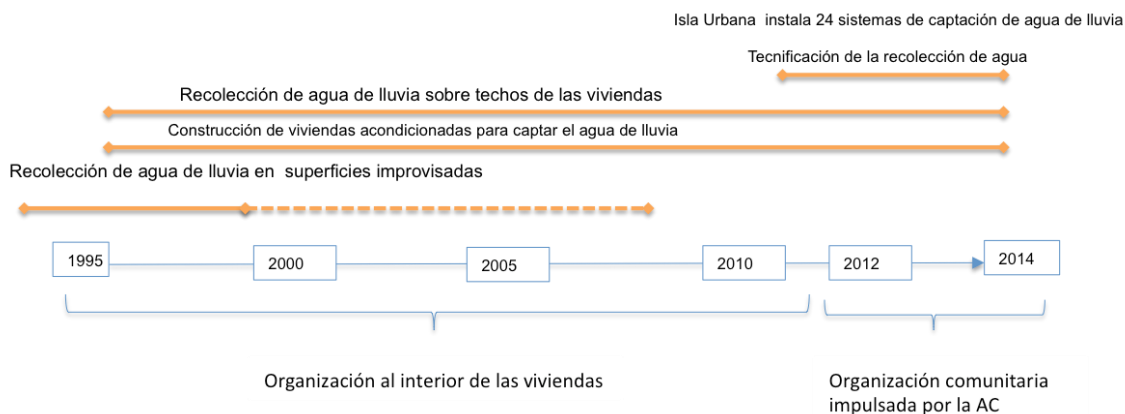 Isla Urbana instala 24 sistemas de captación de agua de lluvia
Tecnificación de la recolección de agua
Recolección de agua de lluvia sobre techos de las viviendas
Construcción de viviendas acondicionadas para captar el agua de lluvia
Recolección de agua de lluvia en superficies improvisadas
1995
2000
2005
2010
2012
2014
Organización al interior de las viviendas
Organización comunitaria
impulsada por la AC